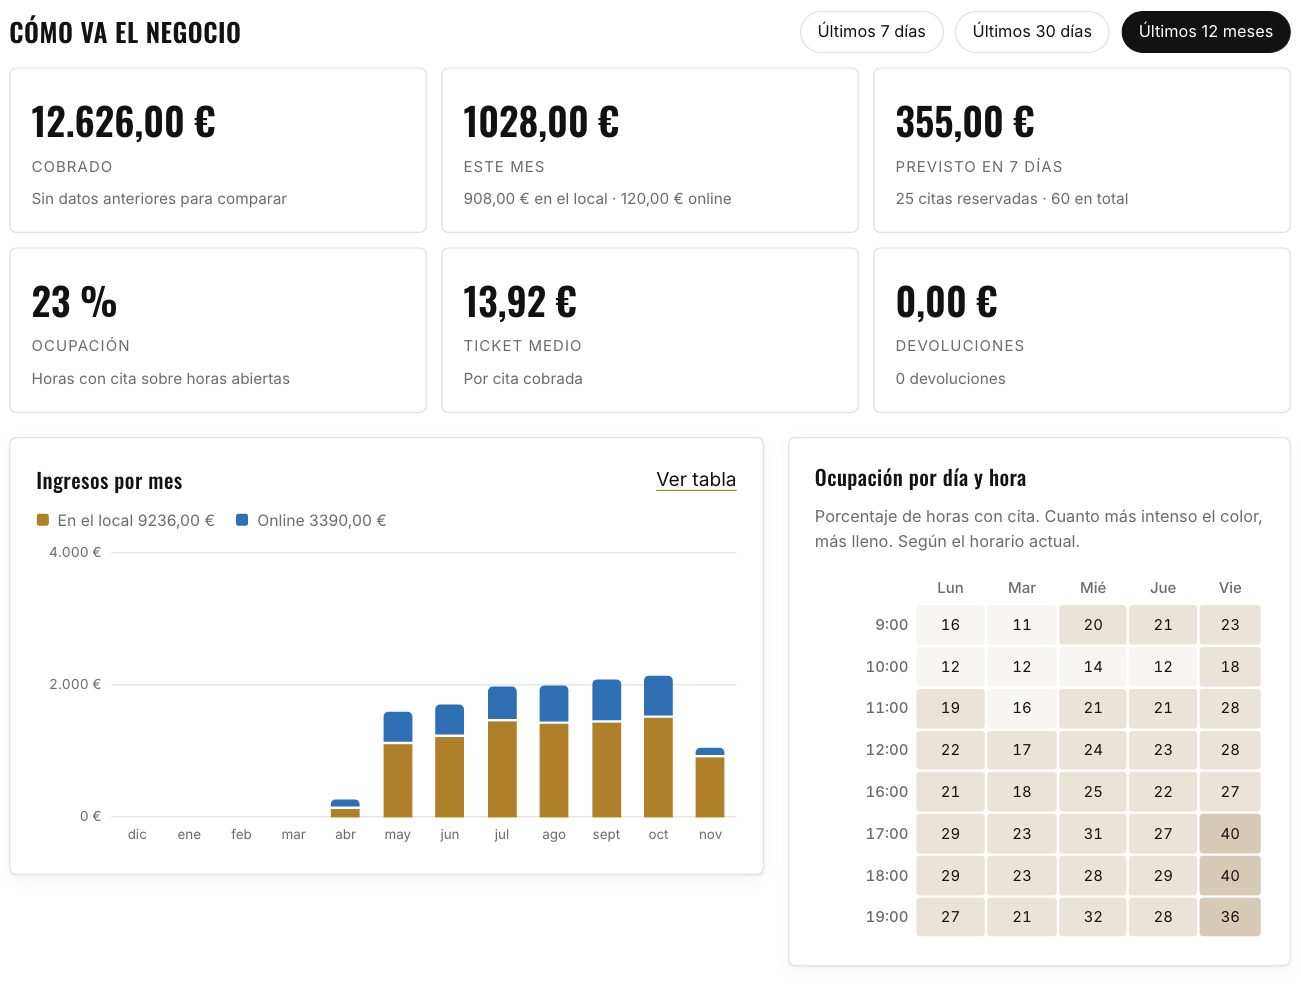 CÓMO VA EL NEGOCIO
Últimos 7 días
Últimos 30 días
Últimos 12 meses
12.626,00 €
COBRADO
Sin datos anteriores para comparar
1028,00 €
ESTE MES
908,00 € en el local · 120,00 € online
355,00 €
PREVISTO EN 7 DÍAS
25 citas reservadas · 60 en total
23 %
OCUPACIÓN
Horas con cita sobre horas abiertas
13,92 €
TICKET MEDIO
Por cita cobrada
0,00 €
DEVOLUCIONES
0 devoluciones
Ingresos por mes
Ver tabla
En el local 9236,00 €
Online 3390,00 €
4.000 €
2.000 €
0 €
dic ene feb mar abr may jun jul ago sept oct nov
Ocupación por día y hora
Porcentaje de horas con cita. Cuanto más intenso el color,
más lleno. Según el horario actual.
Lun Mar Mié Jue Vie
9:00 16 11 20 21 23
10:00 12 12 14 12 18
11:00 19 16 21 21 28
12:00 22 17 24 23 28
16:00 21 18 25 22 27
17:00 29 23 31 27 40
18:00 29 23 28 29 40
19:00 27 21 32 28 36